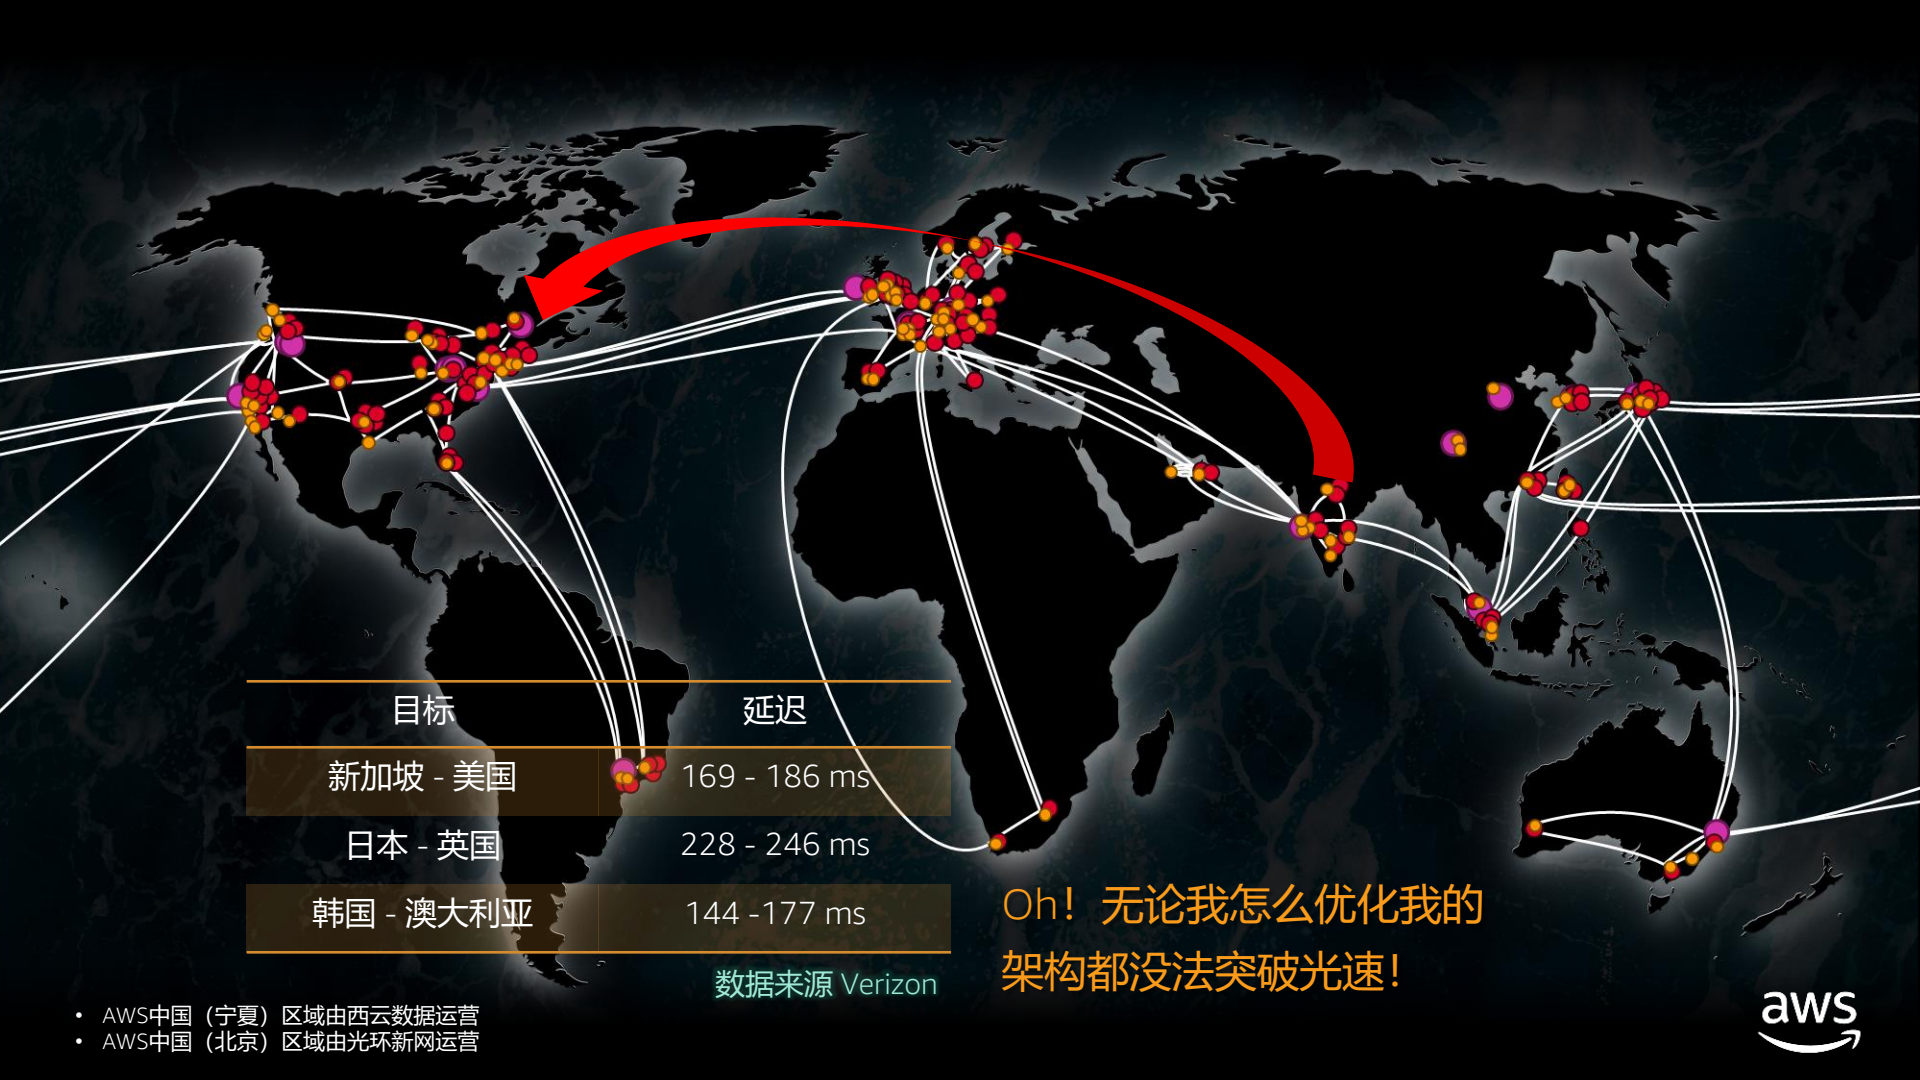 目标 延迟
新加坡 - 美国 169 - 186 ms
日本 - 英国 228 - 246 ms
韩国 - 澳大利亚 144 -177 ms
数据来源 Verizon
Oh！无论我怎么优化我的
架构都没法突破光速！
• AWS中国（宁夏）区域由西云数据运营
• AWS中国（北京）区域由光环新网运营
aws